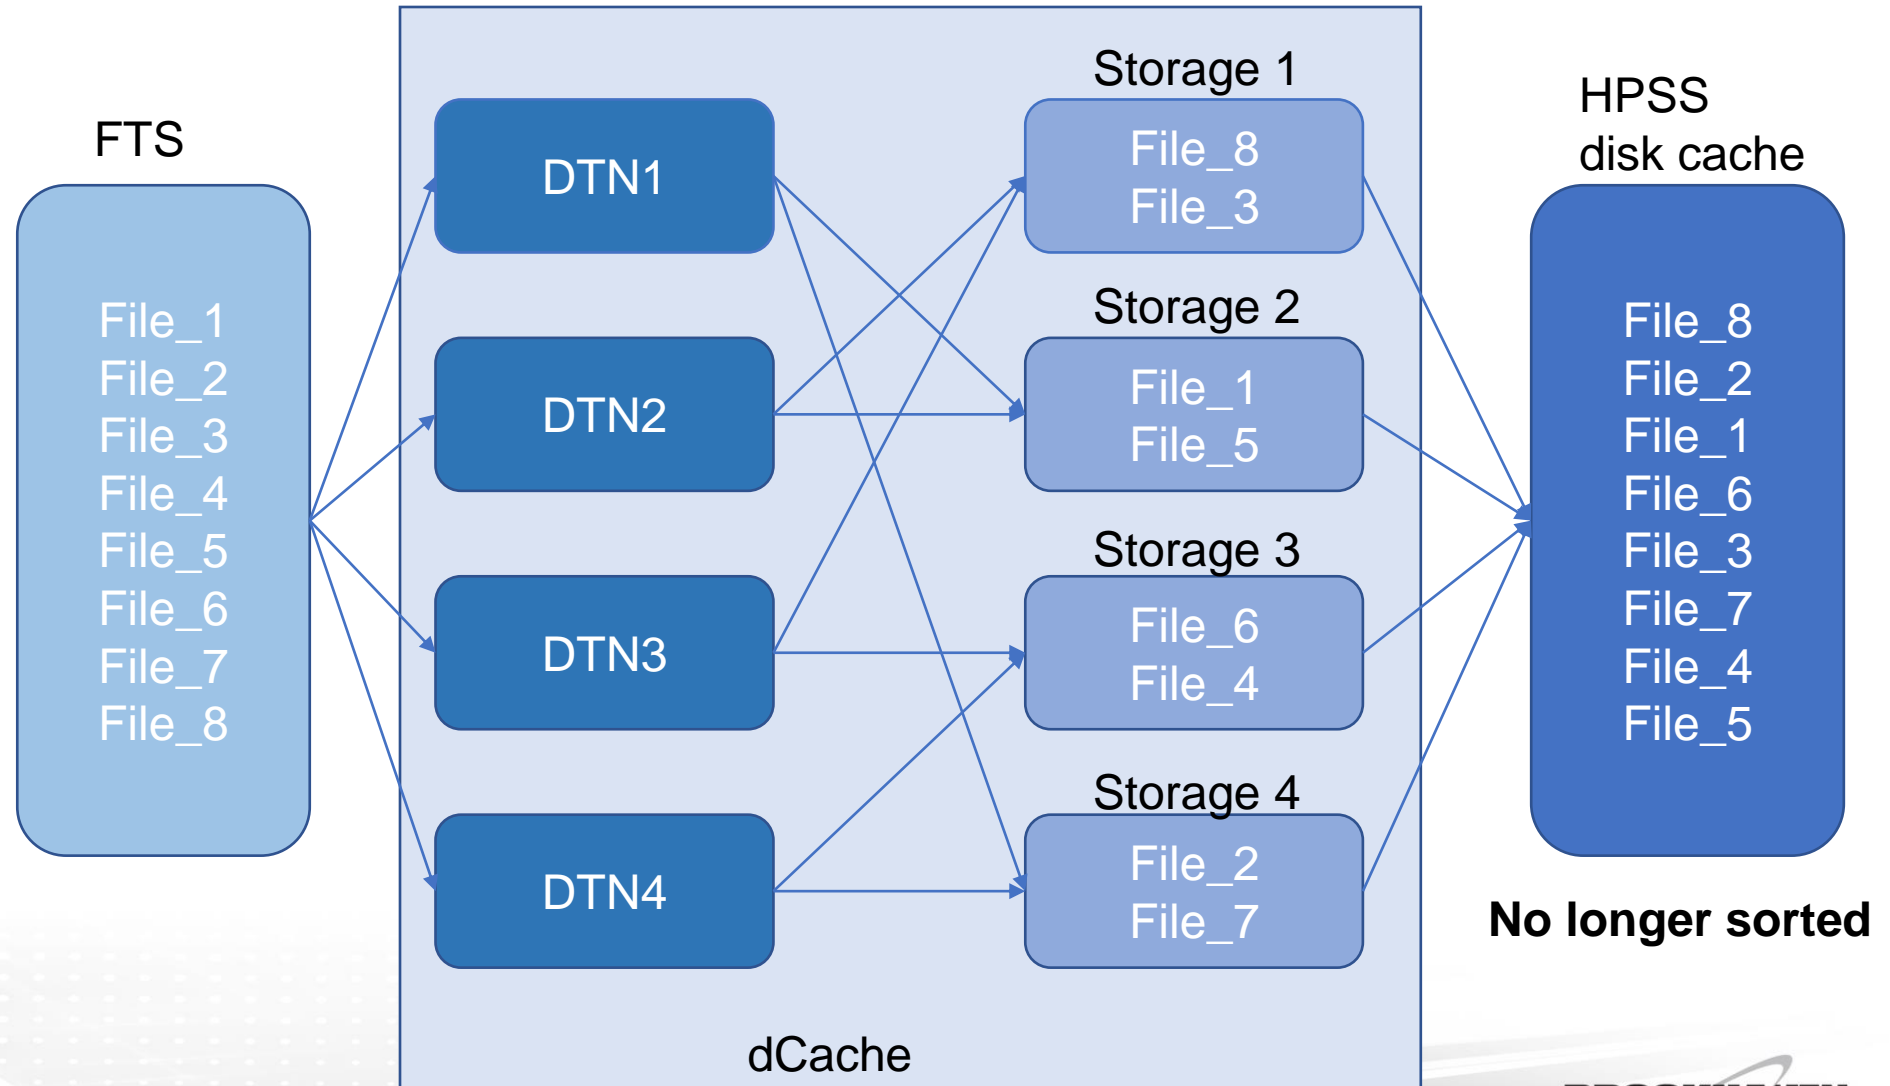 FTS
File_1
File_2
File_3
File_4
File_5
File_6
File_7
File_8
DTN1
DTN2
DTN3
DTN4
Storage 1
File_8
File_3
Storage 2
File_1
File_5
Storage 3
File_6
File_4
Storage 4
File_2
File_7
dCache
HPSS
disk cache
File_8
File_2
File_1
File_6
File_3
File_7
File_4
File_5
No longer sorted